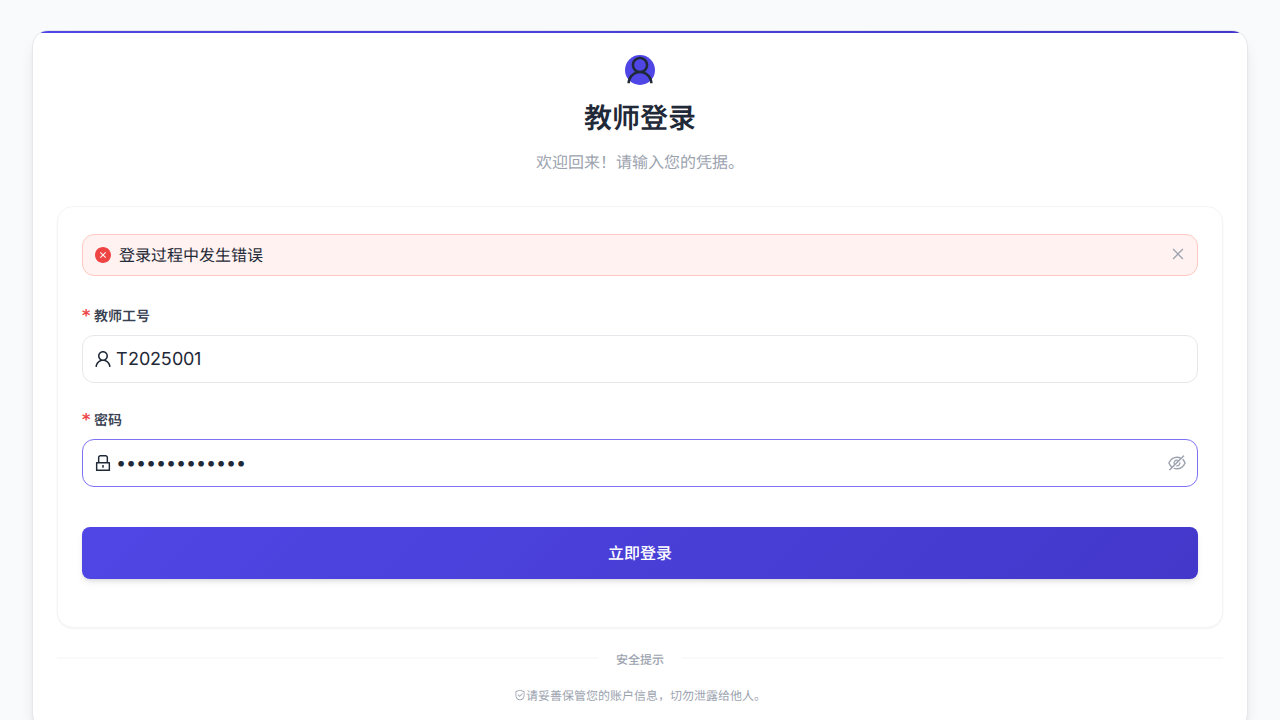 教师登录
欢迎回来！请输入您的凭据。
登录过程中发生错误
* 教师工号
T2025001
* 密码
•••••••••••••
立即登录
安全提示
请妥善保管您的账户信息，切勿泄露给他人。